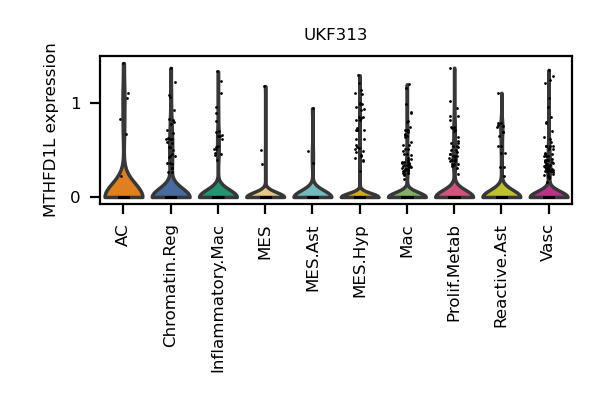 UKF313
MTHFD1L expression
1
0
AC
Chromatin.Reg
Inflammatory.Mac
MES
MES.Ast
MES.Hyp
Mac
Prolif.Metab
Reactive.Ast
Vasc